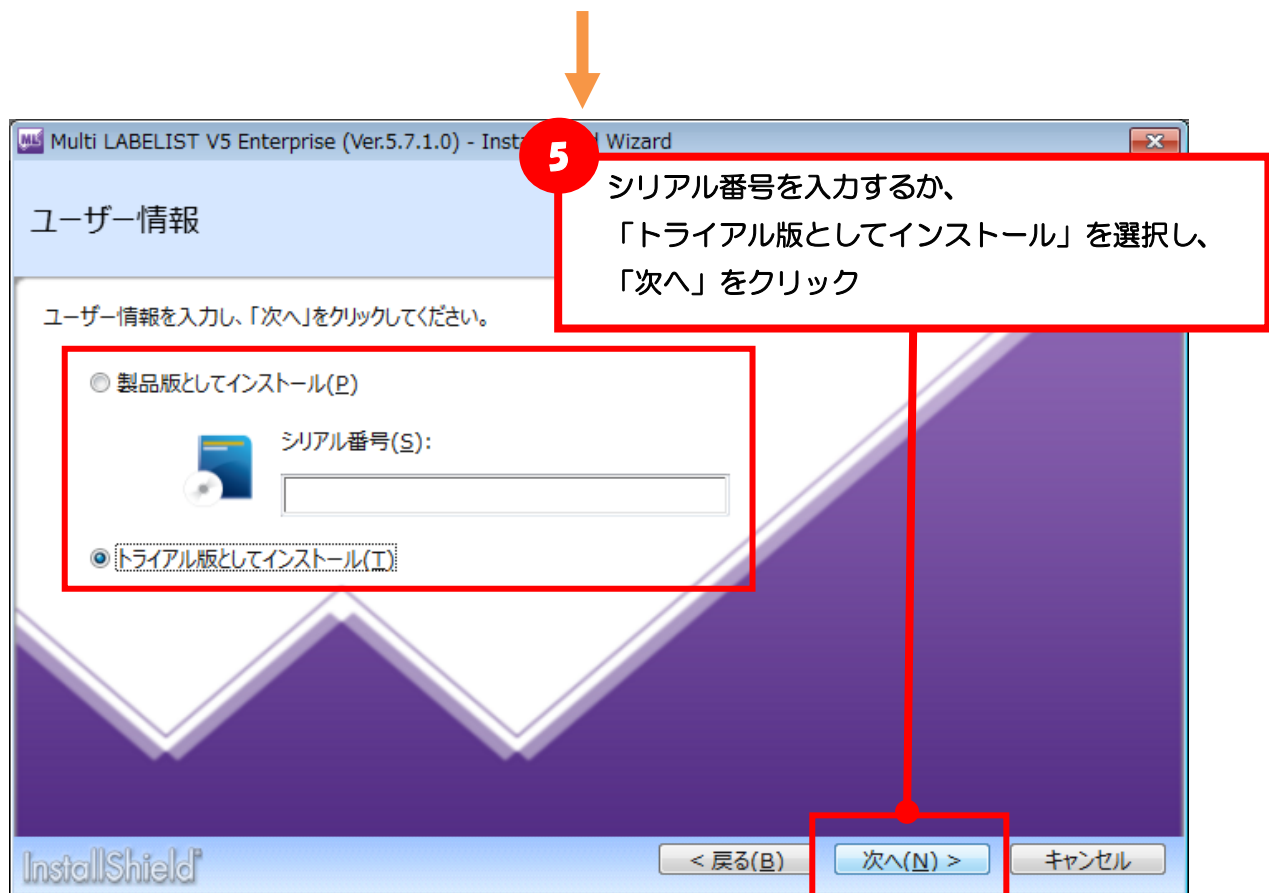 Multi LABELIST V5 Enterprise (Ver.5.7.1.0) - Inst d Wizard
5
シリアル番号を入力するか、
「トライアル版としてインストール」を選択し、
「次へ」をクリック
ユーザー情報
ユーザー情報を入力し、「次へ」をクリックしてください。
製品版としてインストール(P)
シリアル番号(S):
トライアル版としてインストール(T)
InstallShield
< 戻る(B)
次へ(N) >
キャンセル